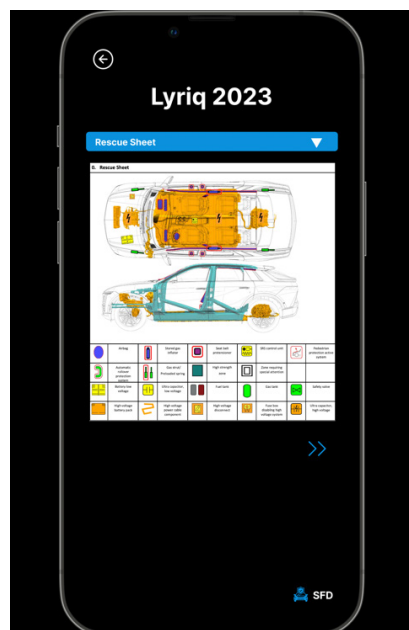 Lyriq 2023
Rescue Sheet
0. Rescue Sheet
Airbag
Stored gas
inflator
Seat belt
pretensioner
SRS control unit
Pedestrian
protection active
system
Automatic
rollover
protection
system
Gas strut/
Preloaded spring
High strength
zone
Zone requiring
special attention
Battery low
voltage
Ultra capacitor,
low voltage
Fuel tank
Gas tank
Safety valve
High voltage
battery pack
High voltage
power cable
component
High voltage
disconnect
Fuse box
disabling high
voltage system
Ultra capacitor,
high voltage
SFD